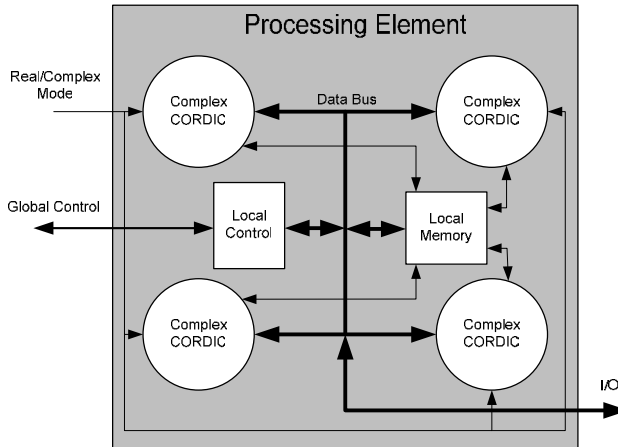 Processing Element
Real/Complex
Mode
Complex
CORDIC
Data Bus
Complex
CORDIC
Global Control
Local
Control
Local
Memory
Complex
CORDIC
Complex
CORDIC
I/O